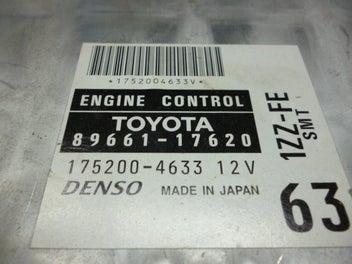 *1752004633V*
ENGINE CONTROL
TOYOTA
89661-17620
175200-4633 12V
DENSO MADE IN JAPAN
1ZZ-FE
SMT
63